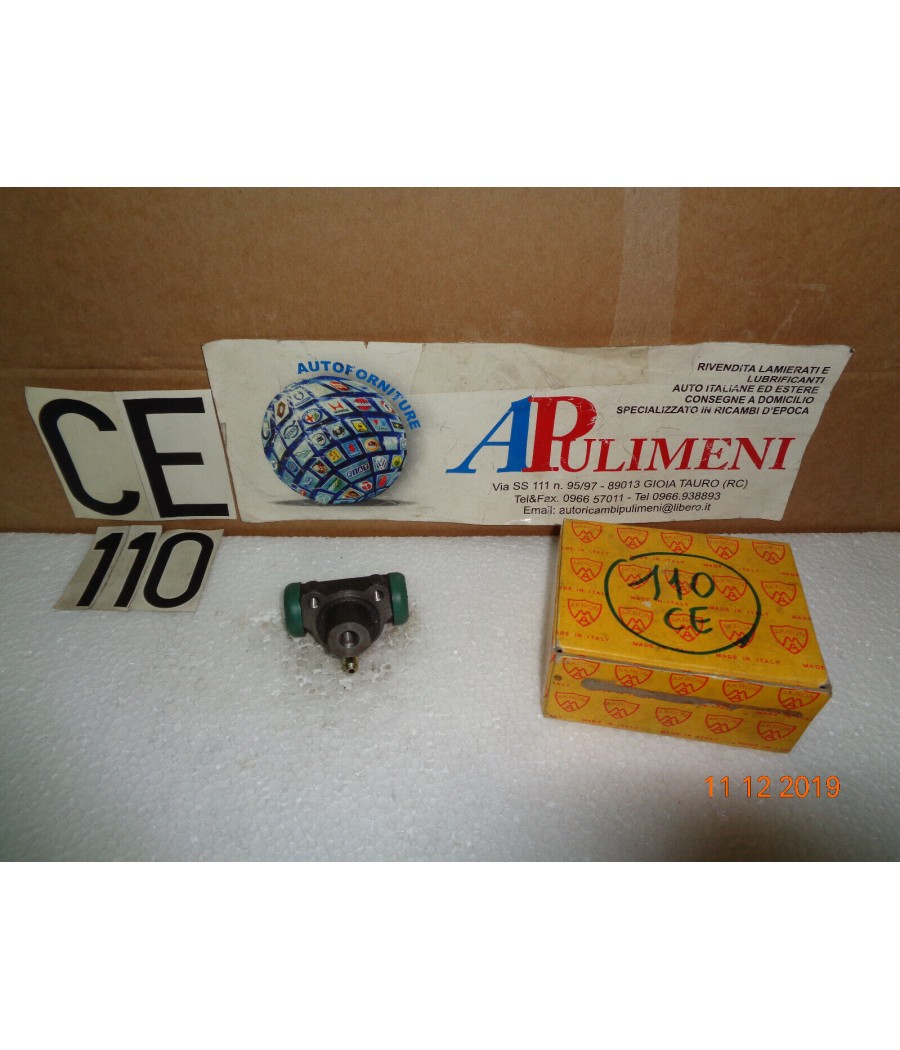 AUTOFORNITURE
APULIMENI
RIVENDITA LAMIERATI E
LUBRIFICANTI
AUTO ITALIANE ED ESTERE
CONSEGNE A DOMICILIO
SPECIALIZZATO IN RICAMBI D'EPOCA
Via SS 111 n. 95/97 - 89013 GIOIA TAURO (RC)
Tel&Fax. 0966 57011 - Tel 0966.938893
Email: autoricambipulimeni@libero.it
CE
110
110
CE
MADE IN ITALY
11 12 2019